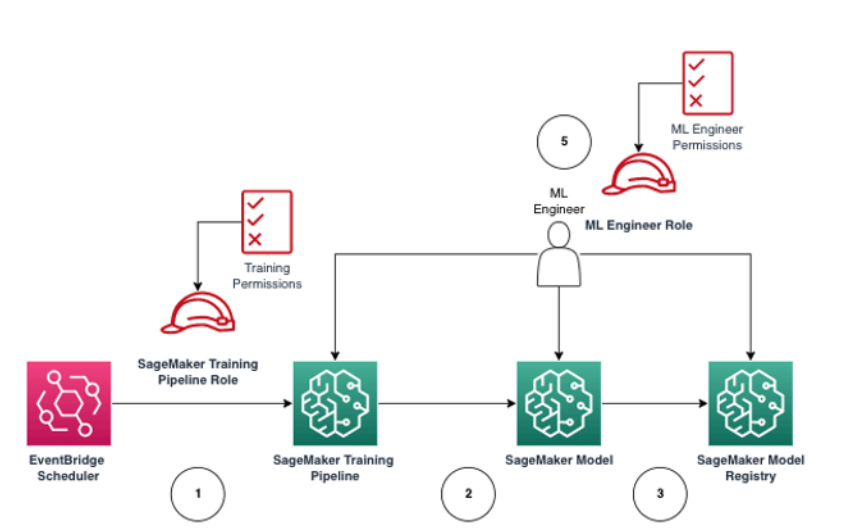 ML Engineer
Permissions
5
ML
Engineer
ML Engineer Role
Training
Permissions
SageMaker Training
Pipeline Role
EventBridge
Scheduler
SageMaker Training
Pipeline
SageMaker Model
SageMaker Model
Registry
1
2
3